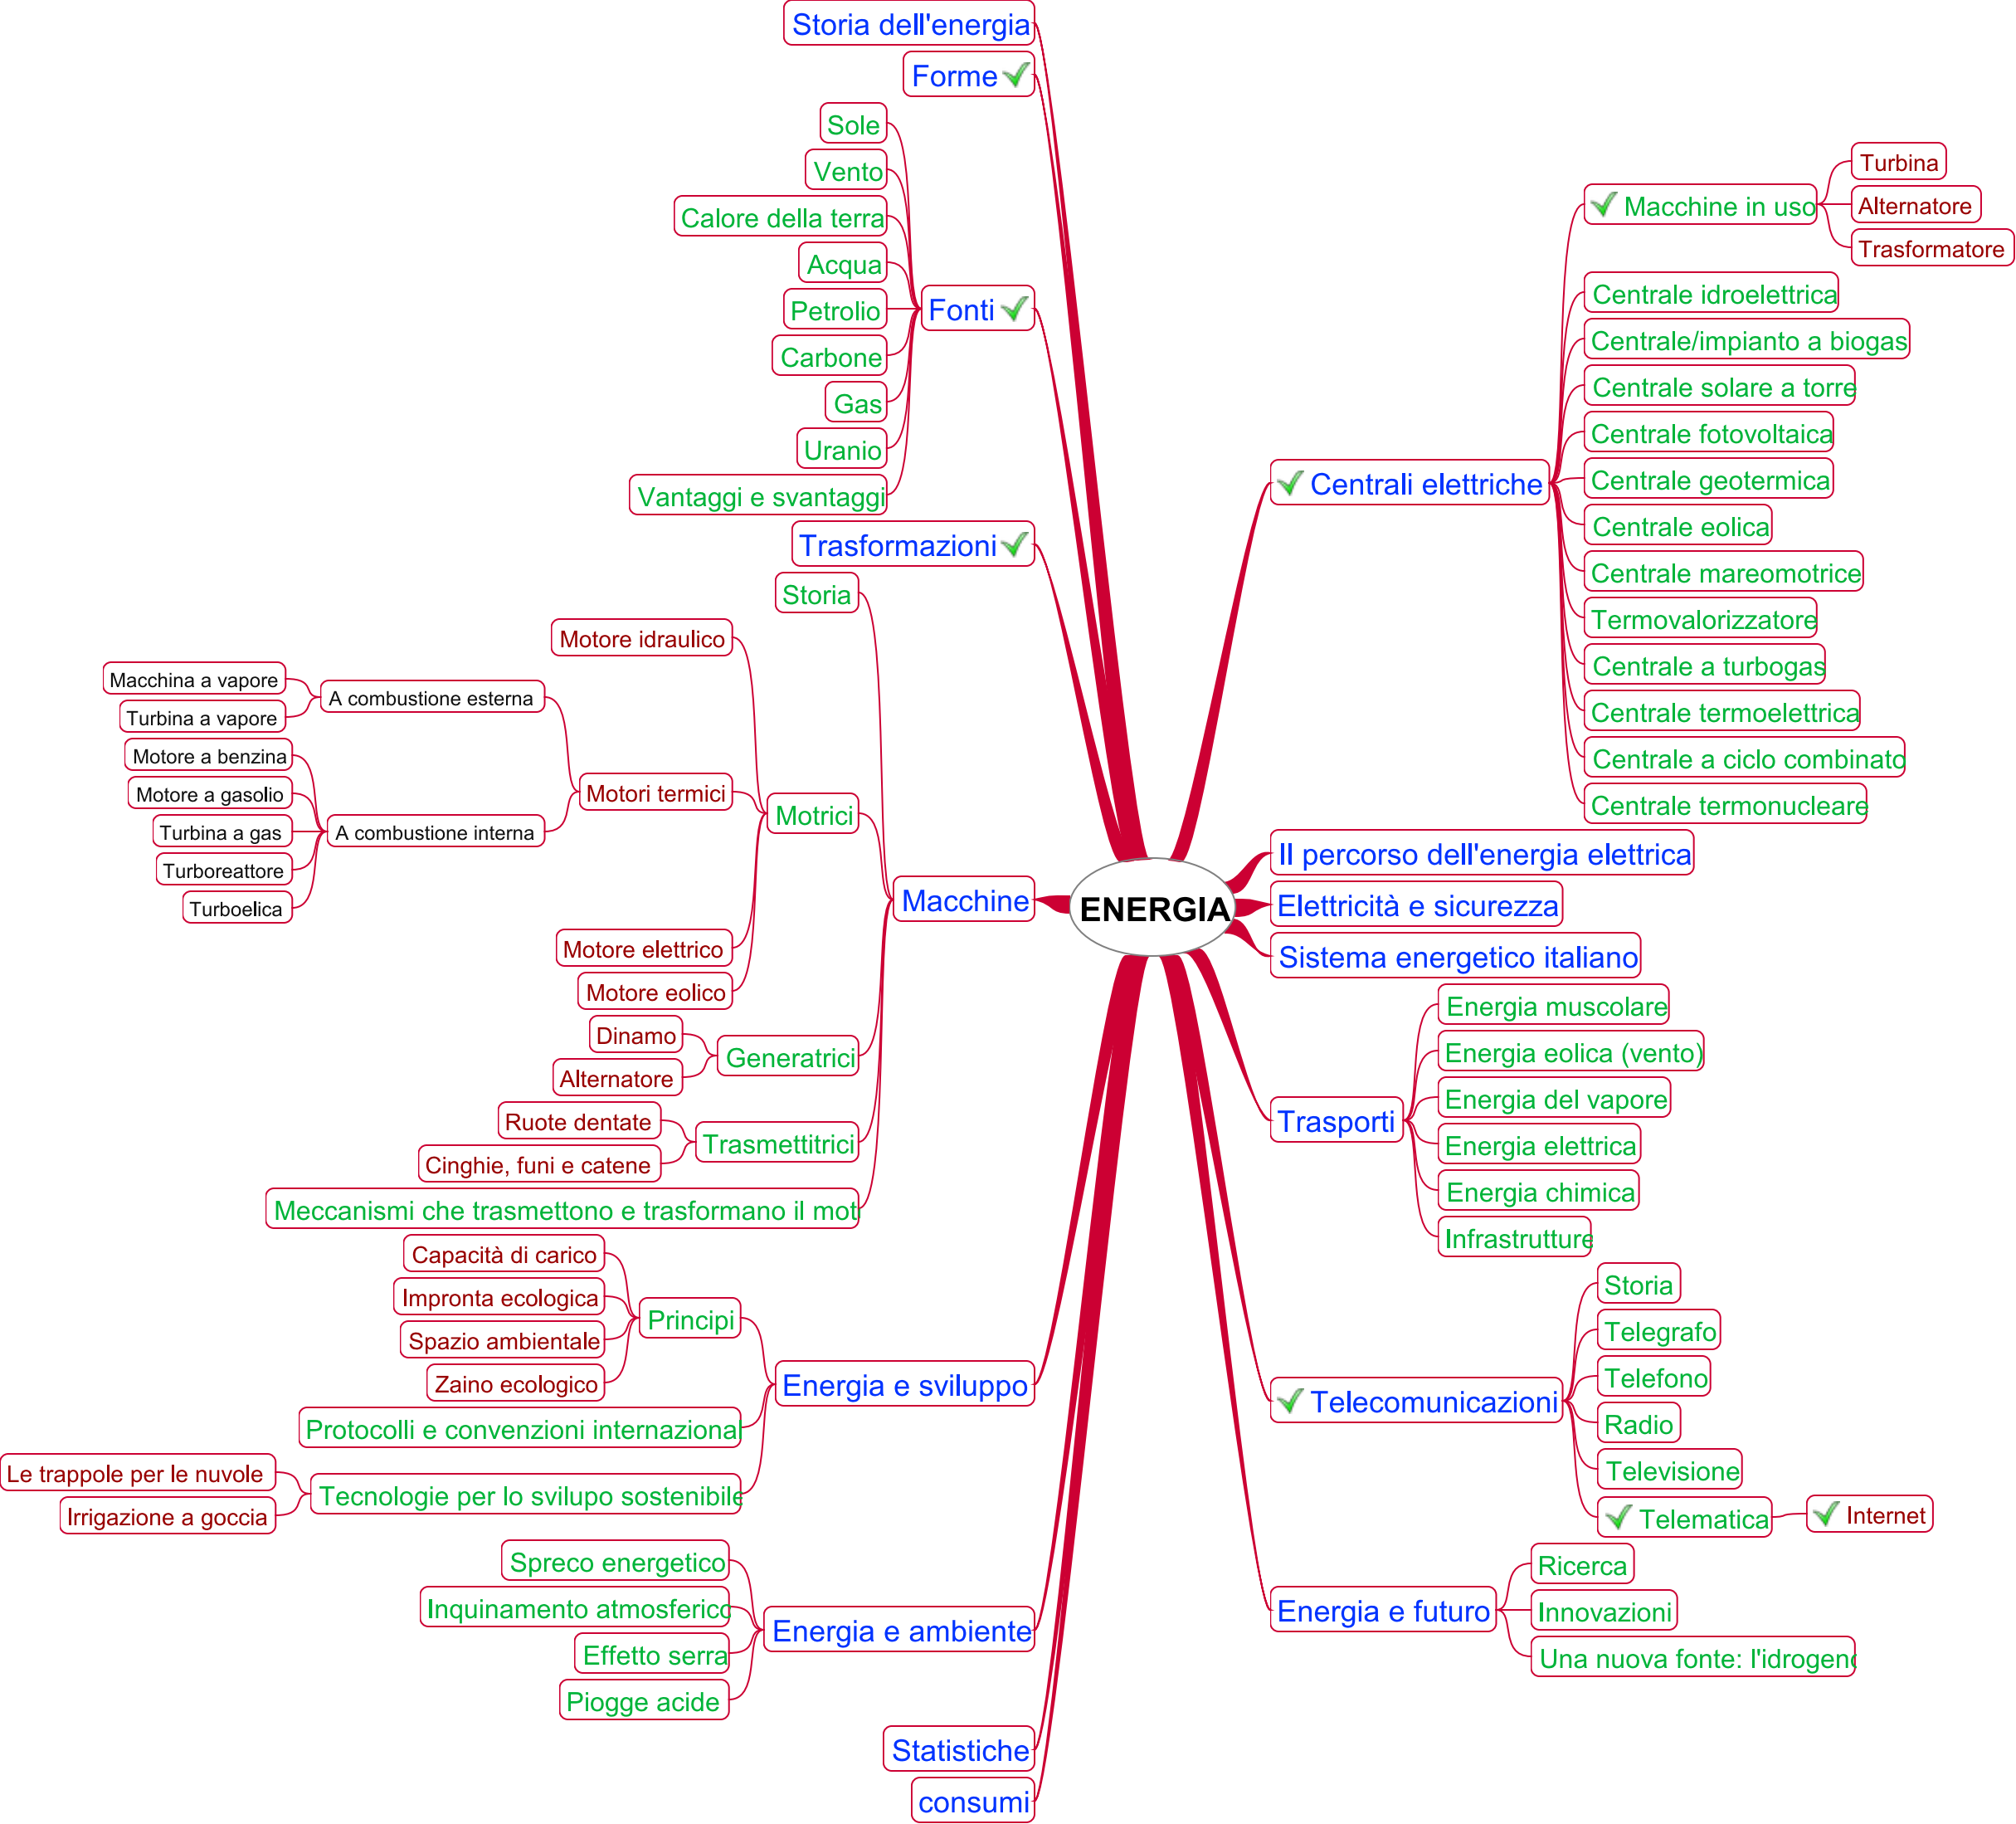 Storia dell'energia
Forme
Sole
Vento
Calore della terra
Acqua
Petrolio
Carbone
Gas
Uranio
Vantaggi e svantaggi
Fonti
Trasformazioni
Storia
Motore idraulico
Macchina a vapore
Turbina a vapore
A combustione esterna
Motore a benzina
Motore a gasolio
Turbina a gas
Turboreattore
Turboelica
A combustione interna
Motori termici
Motrici
Motore elettrico
Motore eolico
Dinamo
Alternatore
Generatrici
Ruote dentate
Cinghie, funi e catene
Trasmettitrici
Meccanismi che trasmettono e trasformano il mot
Macchine
Capacità di carico
Impronta ecologica
Spazio ambientale
Zaino ecologico
Principi
Protocolli e convenzioni internazional
Le trappole per le nuvole
Irrigazione a goccia
Tecnologie per lo svilupo sostenibile
Energia e sviluppo
Spreco energetico
Inquinamento atmosferico
Effetto serra
Piogge acide
Energia e ambiente
Statistiche
consumi
ENERGIA
Centrali elettriche
Macchine in uso
Turbina
Alternatore
Trasformatore
Centrale idroelettrica
Centrale/impianto a biogas
Centrale solare a torre
Centrale fotovoltaica
Centrale geotermica
Centrale eolica
Centrale mareomotrice
Termovalorizzatore
Centrale a turbogas
Centrale termoelettrica
Centrale a ciclo combinato
Centrale termonucleare
Il percorso dell'energia elettrica
Elettricità e sicurezza
Sistema energetico italiano
Trasporti
Energia muscolare
Energia eolica (vento)
Energia del vapore
Energia elettrica
Energia chimica
Infrastrutture
Telecomunicazioni
Storia
Telegrafo
Telefono
Radio
Televisione
Telematica
Internet
Energia e futuro
Ricerca
Innovazioni
Una nuova fonte: l'idrogeno